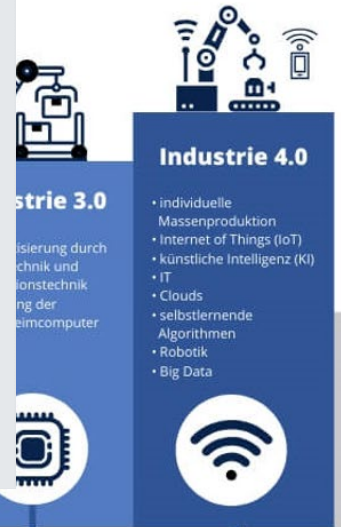 Industrie 4.0
• individuelle
Massenproduktion
• Internet of Things (IoT)
• künstliche Intelligenz (KI)
• IT
• Clouds
• selbstlernende
Algorithmen
• Robotik
• Big Data
strie 3.0
isierung durch
echnik und
ionstechnik
ng der
eimcomputer